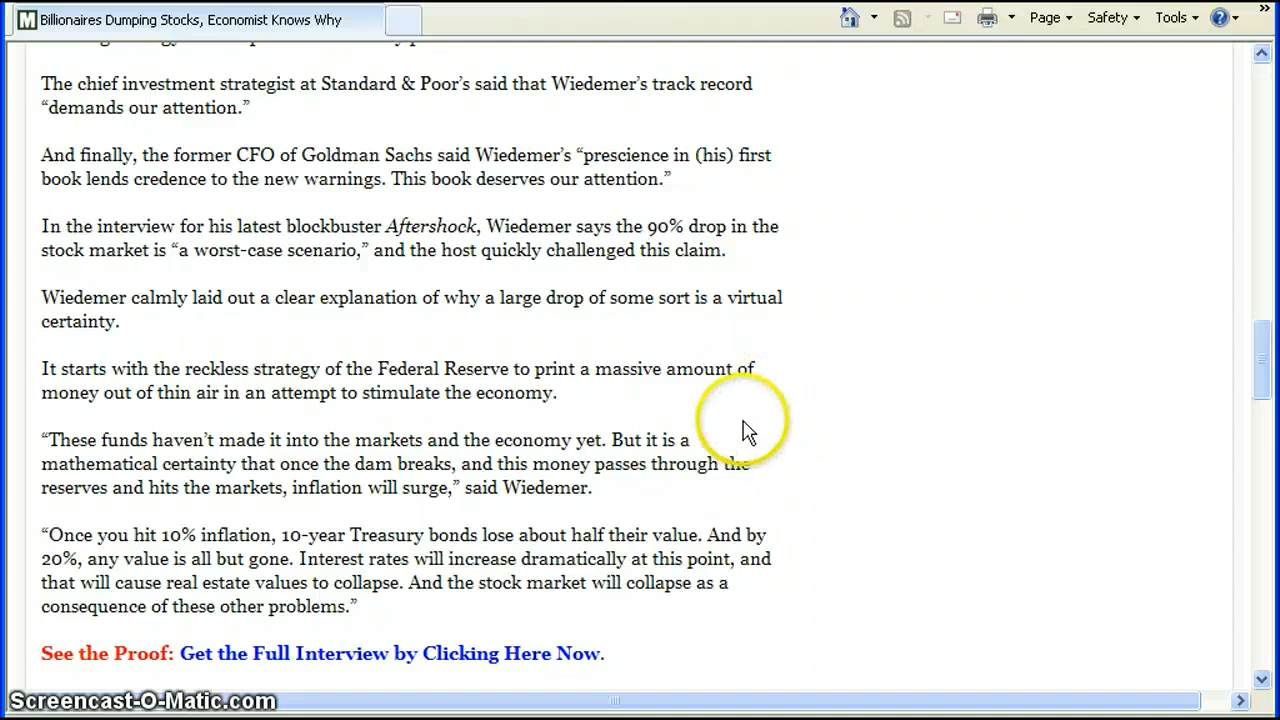 Billionaires Dumping Stocks, Economist Knows Why
Page
Safety
Tools
The chief investment strategist at Standard & Poor’s said that Wiedemer’s track record
“demands our attention.”
And finally, the former CFO of Goldman Sachs said Wiedemer’s “prescience in (his) first
book lends credence to the new warnings. This book deserves our attention.”
In the interview for his latest blockbuster Aftershock, Wiedemer says the 90% drop in the
stock market is “a worst-case scenario,” and the host quickly challenged this claim.
Wiedemer calmly laid out a clear explanation of why a large drop of some sort is a virtual
certainty.
It starts with the reckless strategy of the Federal Reserve to print a massive amount of
money out of thin air in an attempt to stimulate the economy.
“These funds haven’t made it into the markets and the economy yet. But it is a
mathematical certainty that once the dam breaks, and this money passes through the
reserves and hits the markets, inflation will surge,” said Wiedemer.
“Once you hit 10% inflation, 10-year Treasury bonds lose about half their value. And by
20%, any value is all but gone. Interest rates will increase dramatically at this point, and
that will cause real estate values to collapse. And the stock market will collapse as a
consequence of these other problems.”
See the Proof: Get the Full Interview by Clicking Here Now.
Screencast-O-Matic.com